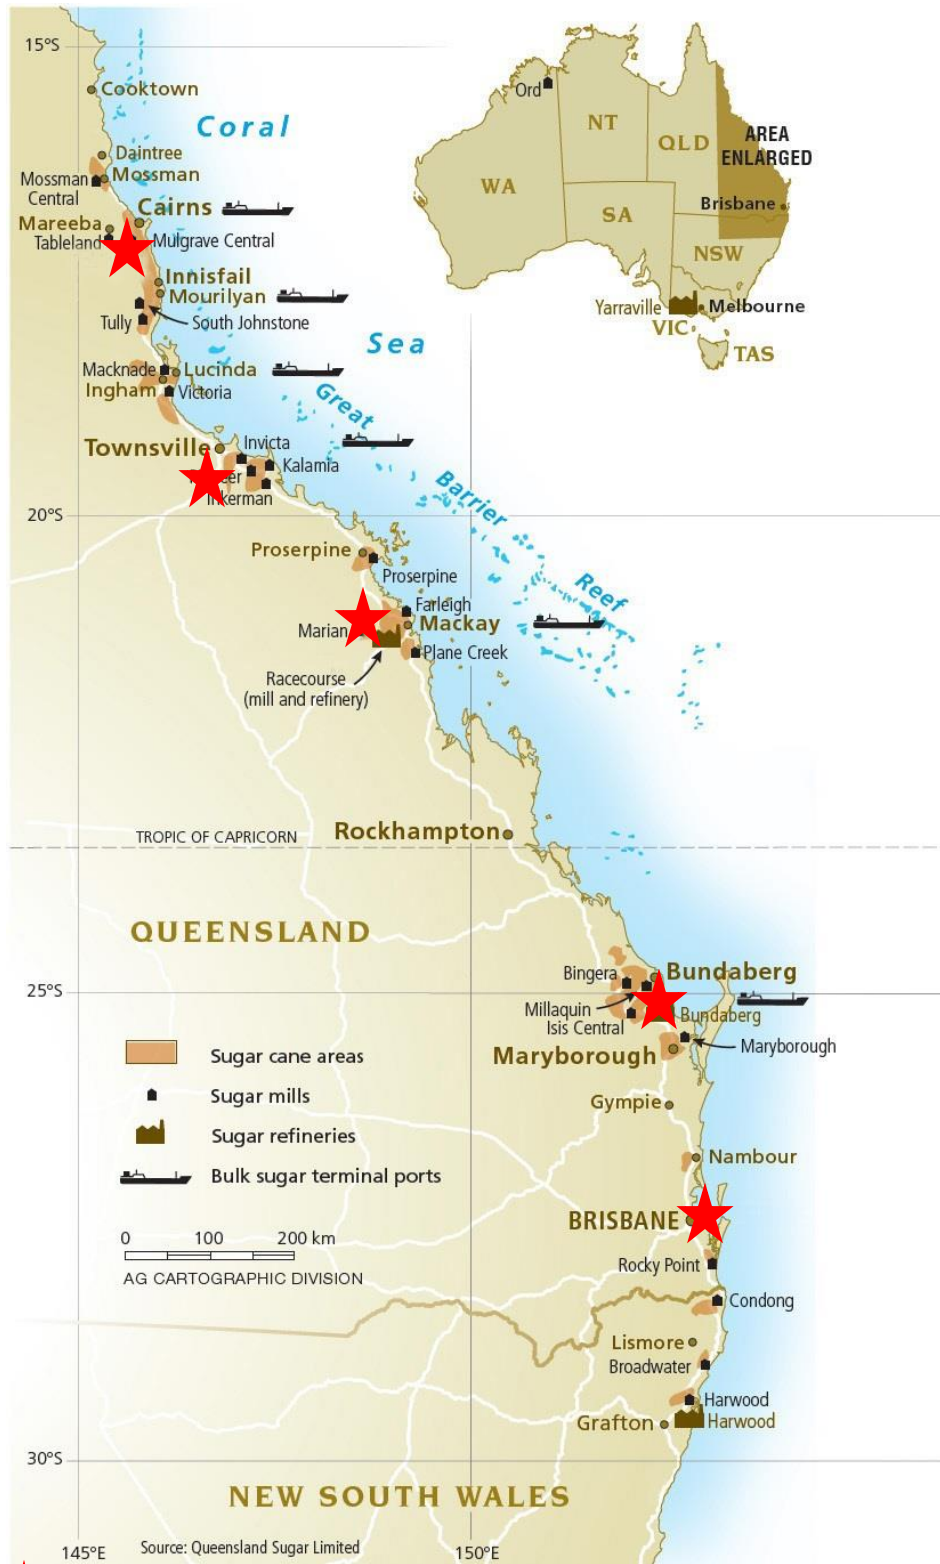 15°S
Cooktown
Coral
Daintree
Mossman
Mossman
Central
Cairns
Mareeba
Tableland
Mulgrave Central
Innisfail
Mourilyan
South Johnstone
Tully
Sea
Macknade
Lucinda
Ingham
Victoria
Great
Townsville
Invicta
Kalamia
Inkerman
Barrier
20°S
Proserpine
Proserpine
Reef
Farleigh
Mackay
Marian
Plane Creek
Racecourse
(mill and refinery)
Rockhampton
TROPIC OF CAPRICORN
QUEENSLAND
Bingera
Bundaberg
25°S
Millaquin
Isis Central
Bundaberg
Maryborough
Maryborough
Gympie
Nambour
BRISBANE
Rocky Point
Condong
Lismore
Broadwater
Harwood
Harwood
Grafton
30°S
NEW SOUTH WALES
145°E
150°E
Source: Queensland Sugar Limited
Sugar cane areas
Sugar mills
Sugar refineries
Bulk sugar terminal ports
0 100 200 km
AG CARTOGRAPHIC DIVISION
Ord
NT
QLD
AREA
ENLARGED
WA
SA
Brisbane
NSW
Yarraville
Melbourne
VIC
TAS